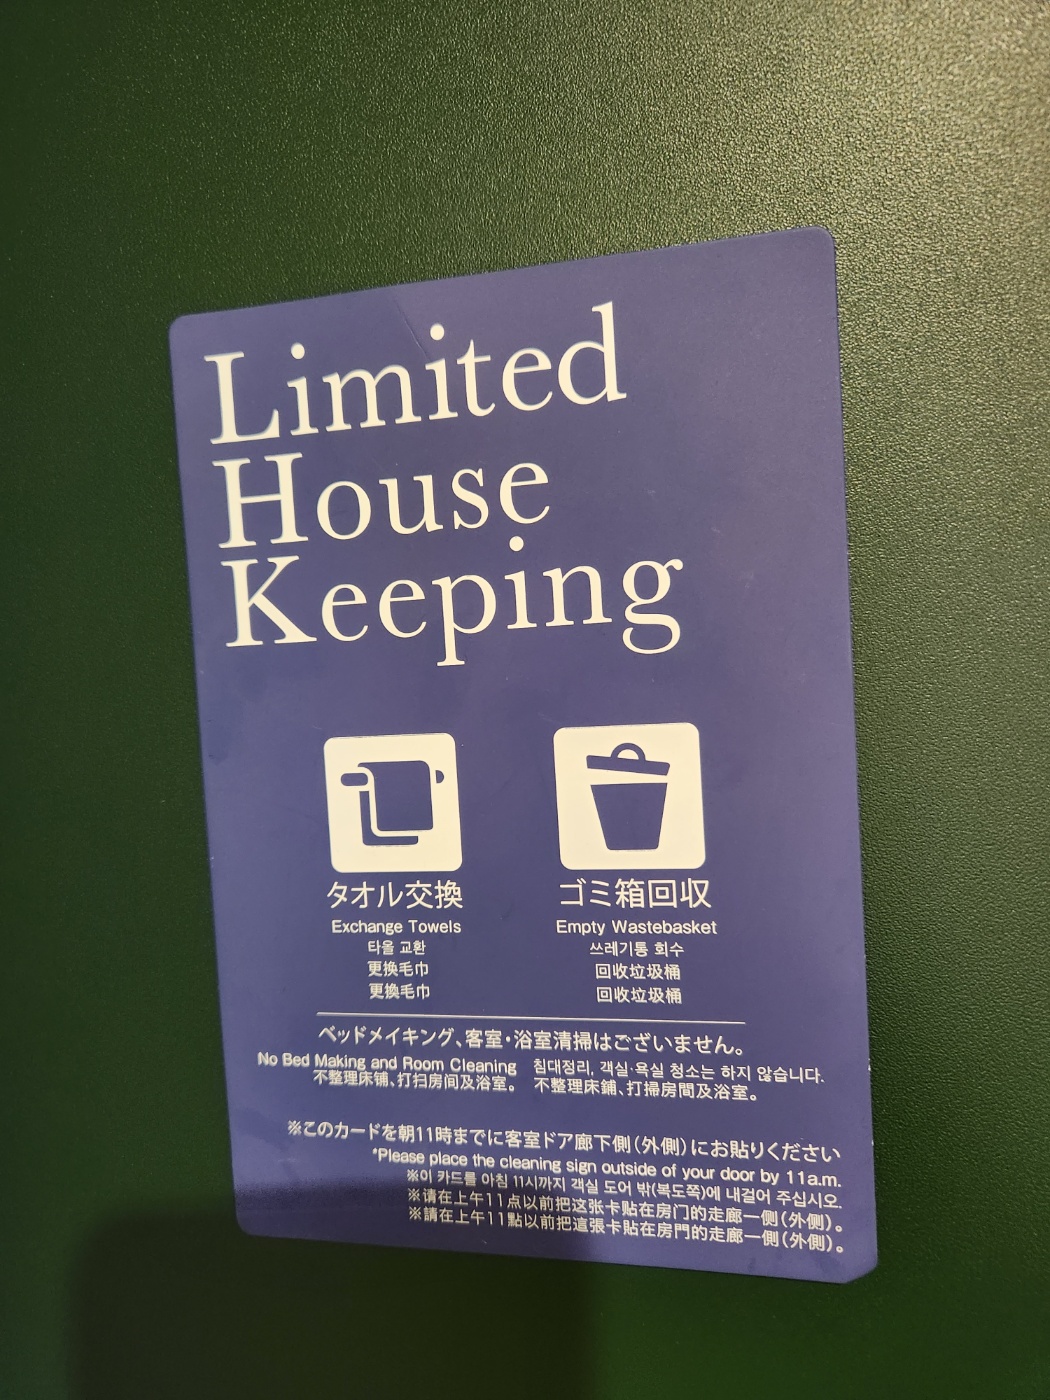 Limited
House
Keeping
タオル交換
Exchange Towels
타올 교환
更换毛巾
更換毛巾
ゴミ箱回収
Empty Wastebasket
쓰레기통 회수
回收垃圾桶
回收垃圾桶
ベッドメイキング、客室・浴室清掃はございません。
No Bed Making and Room Cleaning 침대정리, 객실·욕실 청소는 하지 않습니다.
不整理床铺、打扫房间及浴室。 不整理床鋪、打掃房間及浴室。
※このカードを朝11時までに客室ドア廊下側（外側）にお貼りください
*Please place the cleaning sign outside of your door by 11a.m.
※이 카드를 아침 11시까지 객실 도어 밖(복도쪽)에 내걸어 주십시오.
※请在上午11点以前把这张卡贴在房门的走廊一侧（外侧）。
※請在上午11點以前把這張卡貼在房門的走廊一側（外側）。